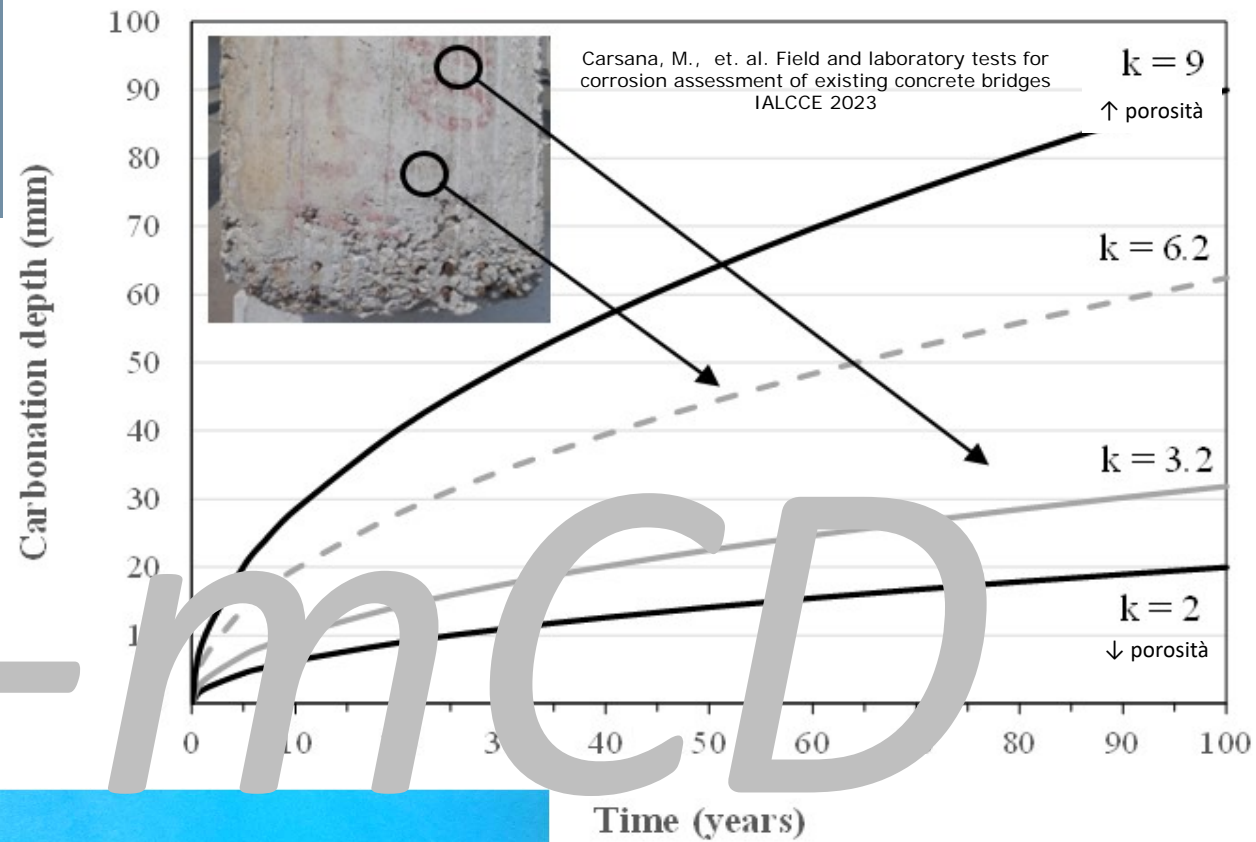 100
90
80
70
60
50
40
30
20
Carbonation depth (mm)
Carsana, M., et. al. Field and laboratory tests for
corrosion assessment of existing concrete bridges
IALCCE 2023
k = 9
↑ porosità
k = 6.2
k = 3.2
k = 2
↓ porosità
-mCD
0 10 40 50 60 80 90 100
Time (years)